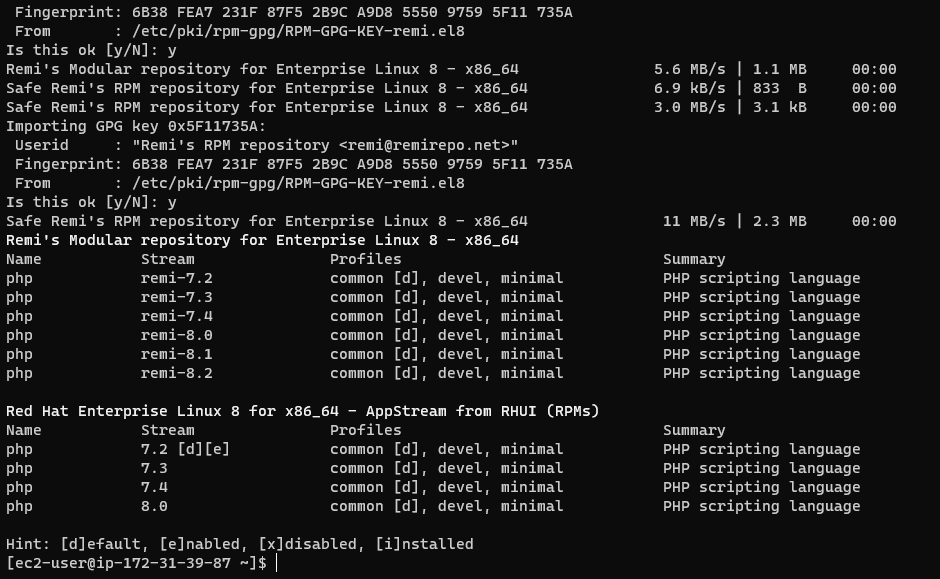 Fingerprint: 6B38 FEA7 231F 87F5 2B9C A9D8 5550 9759 5F11 735A
From       : /etc/pki/rpm-gpg/RPM-GPG-KEY-remi.el8
Is this ok [y/N]: y
Remi's Modular repository for Enterprise Linux 8 - x86_64               5.6 MB/s | 1.1 MB     00:00
Safe Remi's RPM repository for Enterprise Linux 8 - x86_64              6.9 kB/s | 833  B     00:00
Safe Remi's RPM repository for Enterprise Linux 8 - x86_64              3.0 MB/s | 3.1 kB     00:00
Importing GPG key 0x5F11735A:
 Userid     : "Remi's RPM repository <remi@remirepo.net>"
 Fingerprint: 6B38 FEA7 231F 87F5 2B9C A9D8 5550 9759 5F11 735A
 From       : /etc/pki/rpm-gpg/RPM-GPG-KEY-remi.el8
Is this ok [y/N]: y
Safe Remi's RPM repository for Enterprise Linux 8 - x86_64               11 MB/s | 2.3 MB     00:00
Remi's Modular repository for Enterprise Linux 8 - x86_64
Name           Stream               Profiles                             Summary
php            remi-7.2             common [d], devel, minimal           PHP scripting language
php            remi-7.3             common [d], devel, minimal           PHP scripting language
php            remi-7.4             common [d], devel, minimal           PHP scripting language
php            remi-8.0             common [d], devel, minimal           PHP scripting language
php            remi-8.1             common [d], devel, minimal           PHP scripting language
php            remi-8.2             common [d], devel, minimal           PHP scripting language

Red Hat Enterprise Linux 8 for x86_64 - AppStream from RHUI (RPMs)
Name           Stream               Profiles                             Summary
php            7.2 [d][e]           common [d], devel, minimal           PHP scripting language
php            7.3                  common [d], devel, minimal           PHP scripting language
php            7.4                  common [d], devel, minimal           PHP scripting language
php            8.0                  common [d], devel, minimal           PHP scripting language

Hint: [d]efault, [e]nabled, [x]disabled, [i]nstalled
[ec2-user@ip-172-31-39-87 ~]$